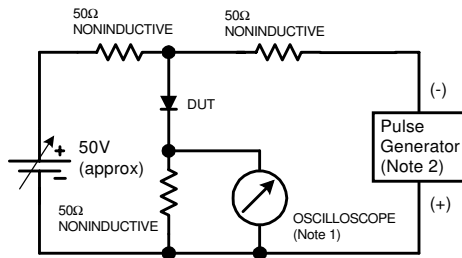 50Ω
NONINDUCTIVE
50Ω
NONINDUCTIVE
DUT
(-)
Pulse
Generator
(Note 2)
(+)
+
50V
(approx)
-
50Ω
NONINDUCTIVE
OSCILLOSCOPE
(Note 1)